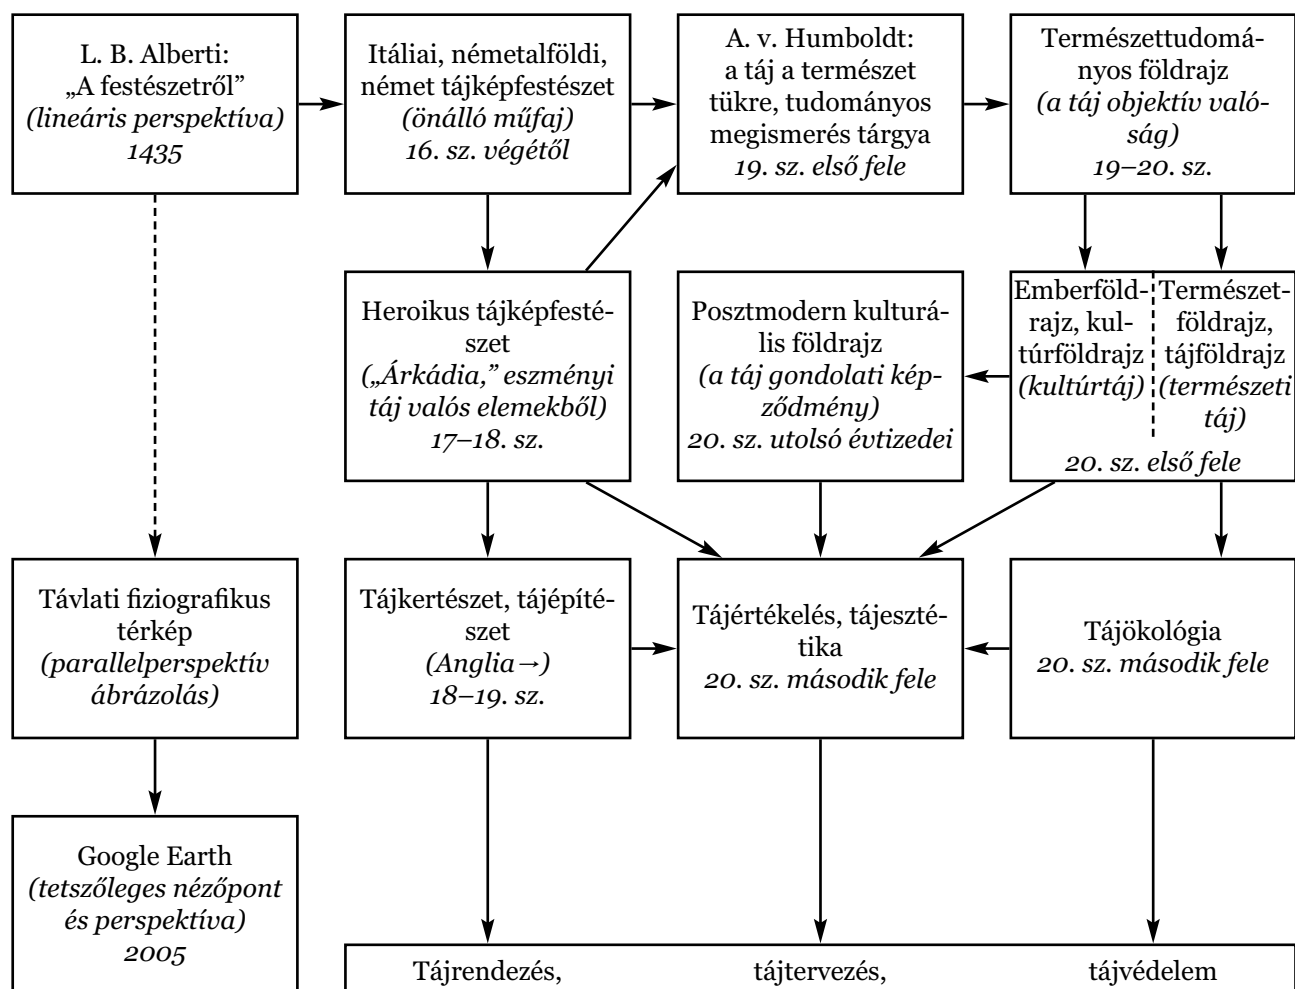 L. B. Alberti:
„A festészetről”
(lineáris perspektíva)
1435
Itáliai, németalföldi,
német tájképfestészet
(önálló műfaj)
16. sz. végétől
A. v. Humboldt:
a táj a természet
tükre, tudományos
megismerés tárgya
19. sz. első fele
Természettudomá-
nyos földrajz
(a táj objektív való-
ság)
19–20. sz.
Heroikus tájképfesté-
szet
(„Árkádia,” eszményi
táj valós elemekből)
17–18. sz.
Posztmodern kulturá-
lis földrajz
(a táj gondolati kép-
ződmény)
20. sz. utolsó évtizedei
Emberföld-
rajz, kul-
túrföldrajz
(kultúrtáj)
Természet-
földrajz,
tájföldrajz
(természeti
táj)
20. sz. első fele
Távlati fiziografikus
térkép
(parallelperspektív
ábrázolás)
Tájkertészet, tájépíté-
szet
(Anglia→)
18–19. sz.
Tájértékelés, tájeszté-
tika
20. sz. második fele
Tájökológia
20. sz. második fele
Google Earth
(tetszőleges nézőpont
és perspektíva)
2005
Tájrendezés, tájtervezés, tájvédelem